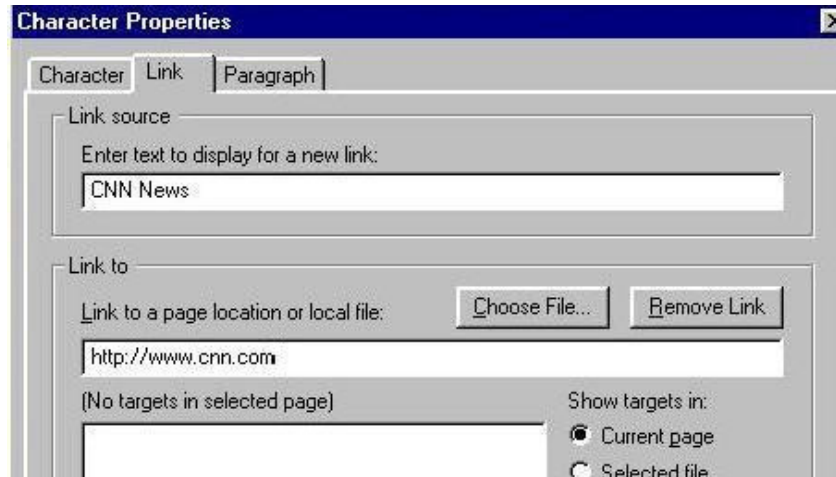 Character Properties
Character Link Paragraph
Link source
Enter text to display for a new link:
CNN News
Link to
Link to a page location or local file: Choose File... Remove Link
http://www.cnn.com
(No targets in selected page) Show targets in:
Current page
Selected file